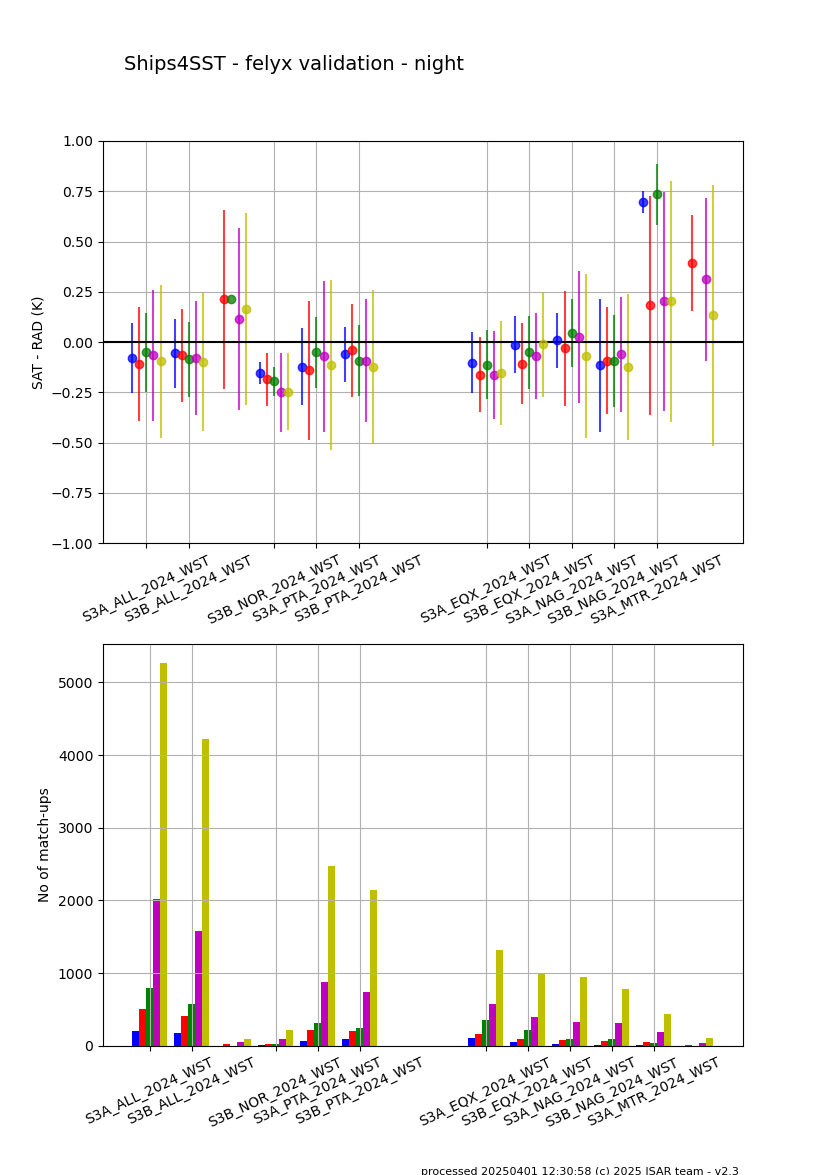 Ships4SST - felyx validation - night
1.00
0.75
0.50
0.25
0.00
−0.25
−0.50
−0.75
−1.00
SAT - RAD (K)
S3A_ALL_2024_WST
S3B_ALL_2024_WST
S3B_NOR_2024_WST
S3A_PTA_2024_WST
S3B_PTA_2024_WST
S3A_EQX_2024_WST
S3B_EQX_2024_WST
S3A_NAG_2024_WST
S3B_NAG_2024_WST
S3A_MTR_2024_WST
5000
4000
3000
2000
1000
0
No of match-ups
S3A_ALL_2024_WST
S3B_ALL_2024_WST
S3B_NOR_2024_WST
S3A_PTA_2024_WST
S3B_PTA_2024_WST
S3A_EQX_2024_WST
S3B_EQX_2024_WST
S3A_NAG_2024_WST
S3B_NAG_2024_WST
S3A_MTR_2024_WST
processed 20250401 12:30:58 (c) 2025 ISAR team - v2.3